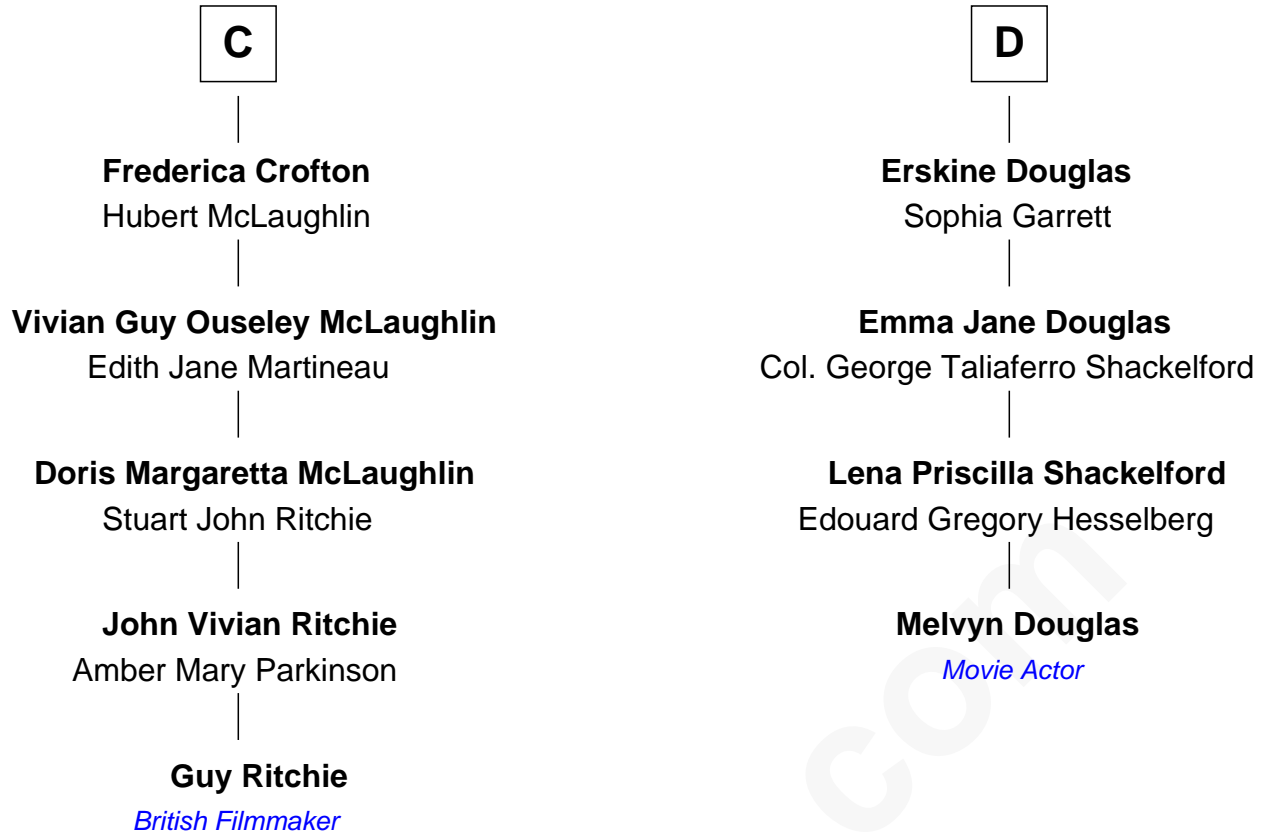 C
Frederica Crofton
Hubert McLaughlin
Vivian Guy Ouseley McLaughlin
Edith Jane Martineau
Doris Margaretta McLaughlin
Stuart John Ritchie
John Vivian Ritchie
Amber Mary Parkinson
Guy Ritchie
British Filmmaker
D
Erskine Douglas
Sophia Garrett
Emma Jane Douglas
Col. George Taliaferro Shackelford
Lena Priscilla Shackelford
Edouard Gregory Hesselberg
Melvyn Douglas
Movie Actor
com